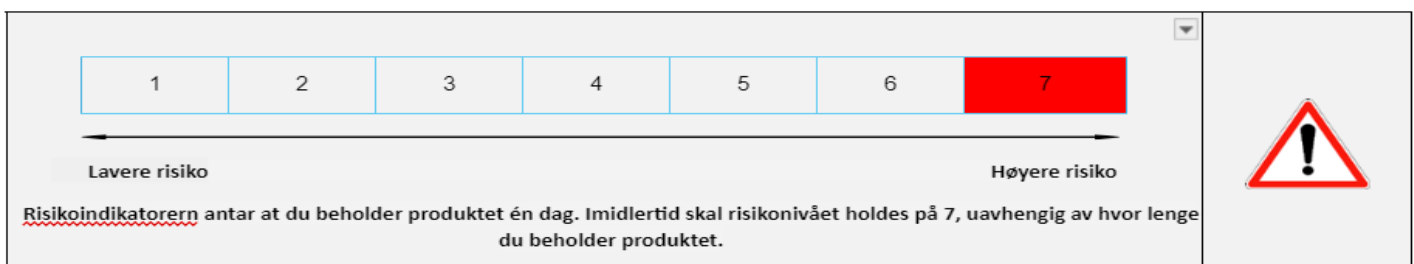 1 2 3 4 5 6 7
Lavere risiko Høyere risiko
Risikoindikatorern antar at du beholder produktet én dag. Imidlertid skal risikonivået holdes på 7, uavhengig av hvor lenge
du beholder produktet.